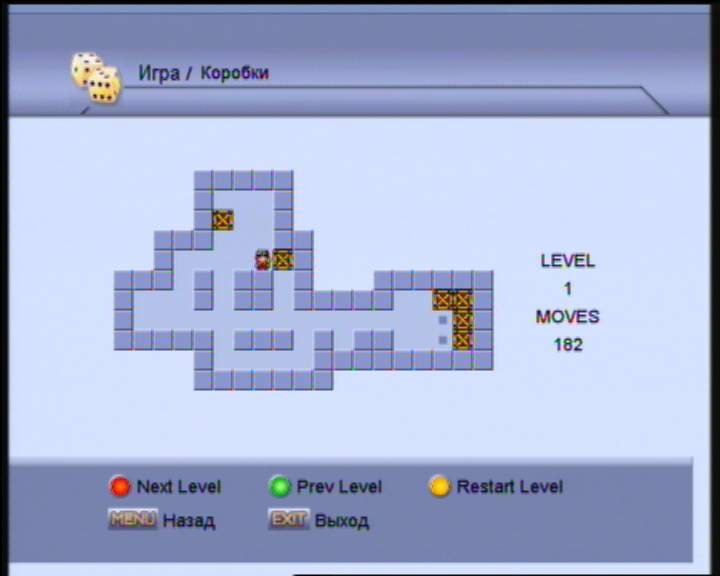 Игра / Коробки
LEVEL
1
MOVES
182
Next Level Prev Level Restart Level
MENU Назад EXIT Выход